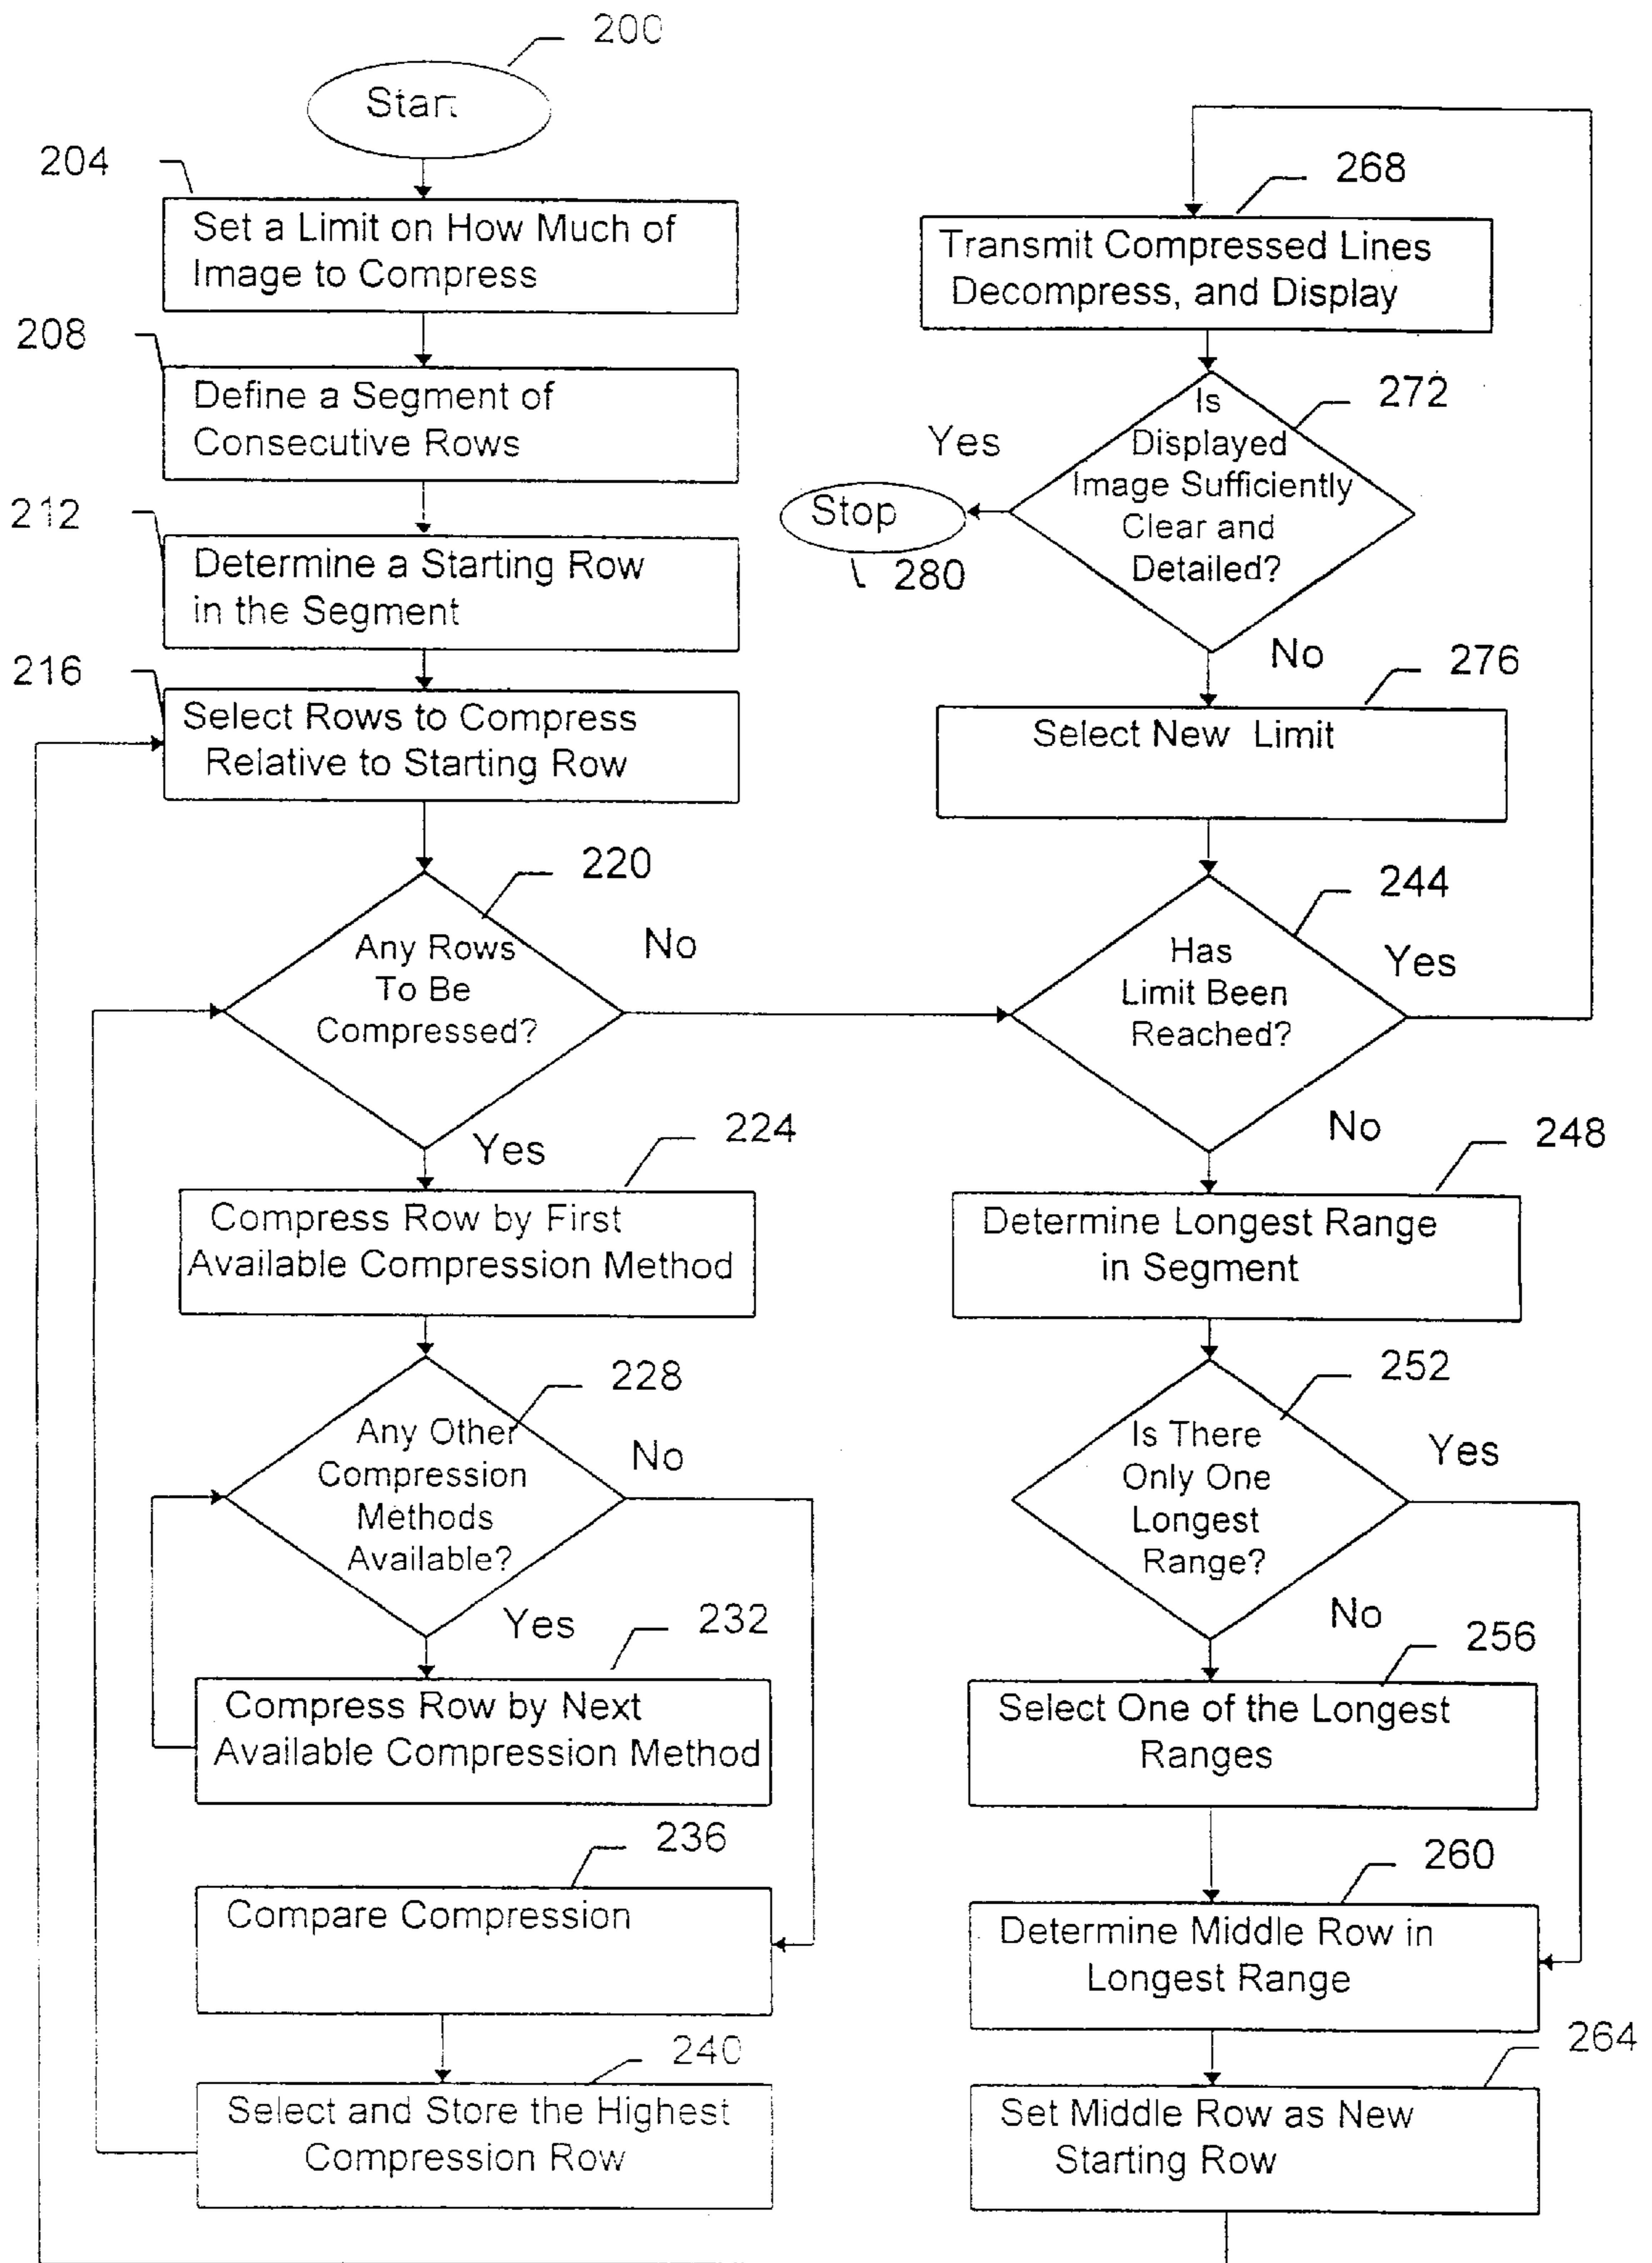 200
Start
204
Set a Limit on How Much of
Image to Compress
208
Define a Segment of
Consecutive Rows
212
Determine a Starting Row
in the Segment
216
Select Rows to Compress
Relative to Starting Row
220
Any Rows
To Be
Compressed?
No
Yes
224
Compress Row by First
Available Compression Method
228
Any Other
Compression
Methods
Available?
No
Yes
232
Compress Row by Next
Available Compression Method
236
Compare Compression
240
Select and Store the Highest
Compression Row
268
Transmit Compressed Lines
Decompress, and Display
272
Is
Displayed
Image Sufficiently
Clear and
Detailed?
Yes
Stop
280
No
276
Select New Limit
244
Has
Limit Been
Reached?
Yes
No
248
Determine Longest Range
in Segment
252
Is There
Only One
Longest
Range?
Yes
No
256
Select One of the Longest
Ranges
260
Determine Middle Row in
Longest Range
264
Set Middle Row as New
Starting Row